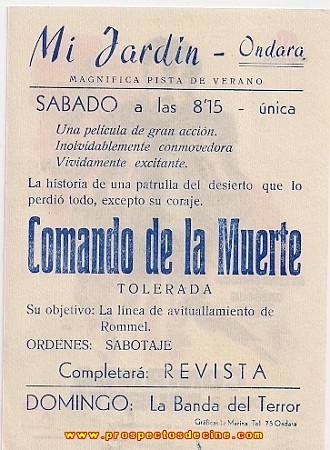 Mi Jardin - Ondara
MAGNIFICA PISTA DE VERANO
SABADO a las 8'15 - única
Una película de gran acción.
Inolvidablemente conmovedora
Vividamente excitante.
La historia de una patrulla del desierto que lo
perdió todo, excepto su coraje.
Comando de la Muerte
TOLERADA
Su objetivo: La línea de avituallamiento de
Rommel.
ORDENES: SABOTAJE
Completará: REVISTA
DOMINGO: La Banda del Terror
Gráficas La Marina. Tel. 75 Ondara
www.prospectosdecine.com